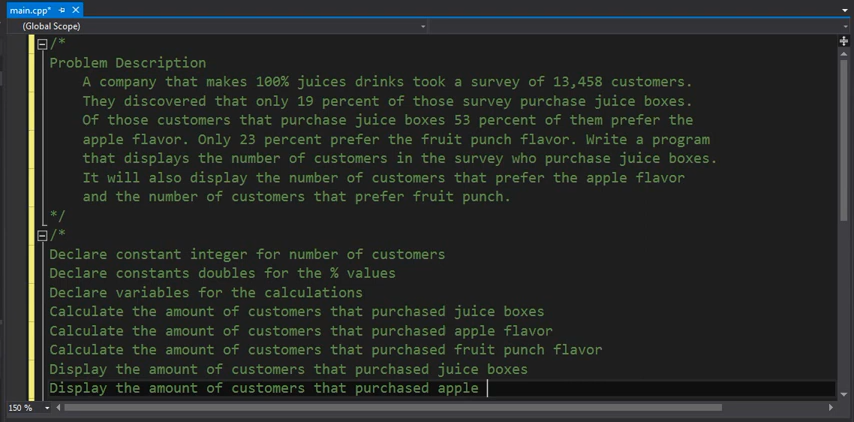 main.cpp*
(Global Scope)
/*
Problem Description
A company that makes 100% juices drinks took a survey of 13,458 customers.
They discovered that only 19 percent of those survey purchase juice boxes.
Of those customers that purchase juice boxes 53 percent of them prefer the
apple flavor. Only 23 percent prefer the fruit punch flavor. Write a program
that displays the number of customers in the survey who purchase juice boxes.
It will also display the number of customers that prefer the apple flavor
and the number of customers that prefer fruit punch.
*/
/*
Declare constant integer for number of customers
Declare constants doubles for the % values
Declare variables for the calculations
Calculate the amount of customers that purchased juice boxes
Calculate the amount of customers that purchased apple flavor
Calculate the amount of customers that purchased fruit punch flavor
Display the amount of customers that purchased juice boxes
Display the amount of customers that purchased apple
150 %